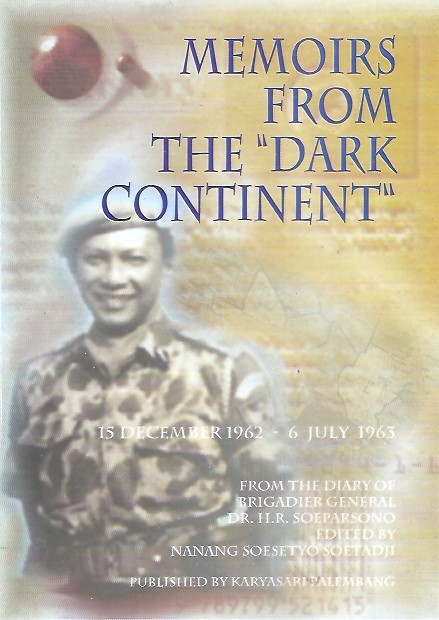 MEMOIRS
FROM
THE "DARK
CONTINENT"
15 DECEMBER 1962 - 6 JULY 1963
FROM THE DIARY OF
BRIGADIER GENERAL
DR. H.R. SOEPARSONO
EDITED BY
NANANG SOESETYO SOETADJI
PUBLISHED BY KARYASARI PALEMBANG